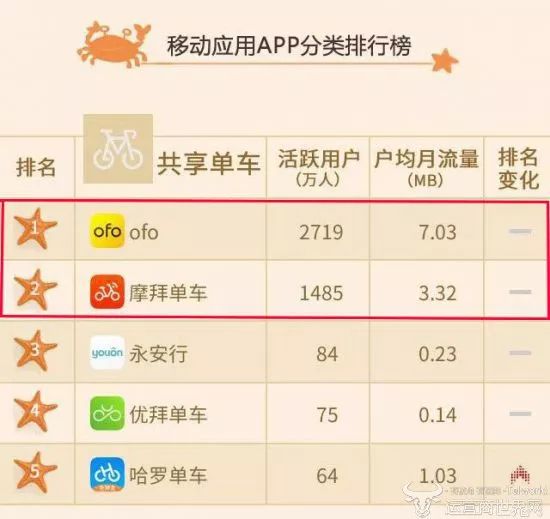 移动应用APP分类排行榜
排名 共享单车 活跃用户 (万人) 户均月流量 (MB) 排名变化
1 ofo ofo 2719 7.03 —
2 摩拜单车 1485 3.32 —
3 youon 永安行 84 0.23 —
4 优拜单车 75 0.14 —
5 哈罗单车 64 1.03
运营商世界网